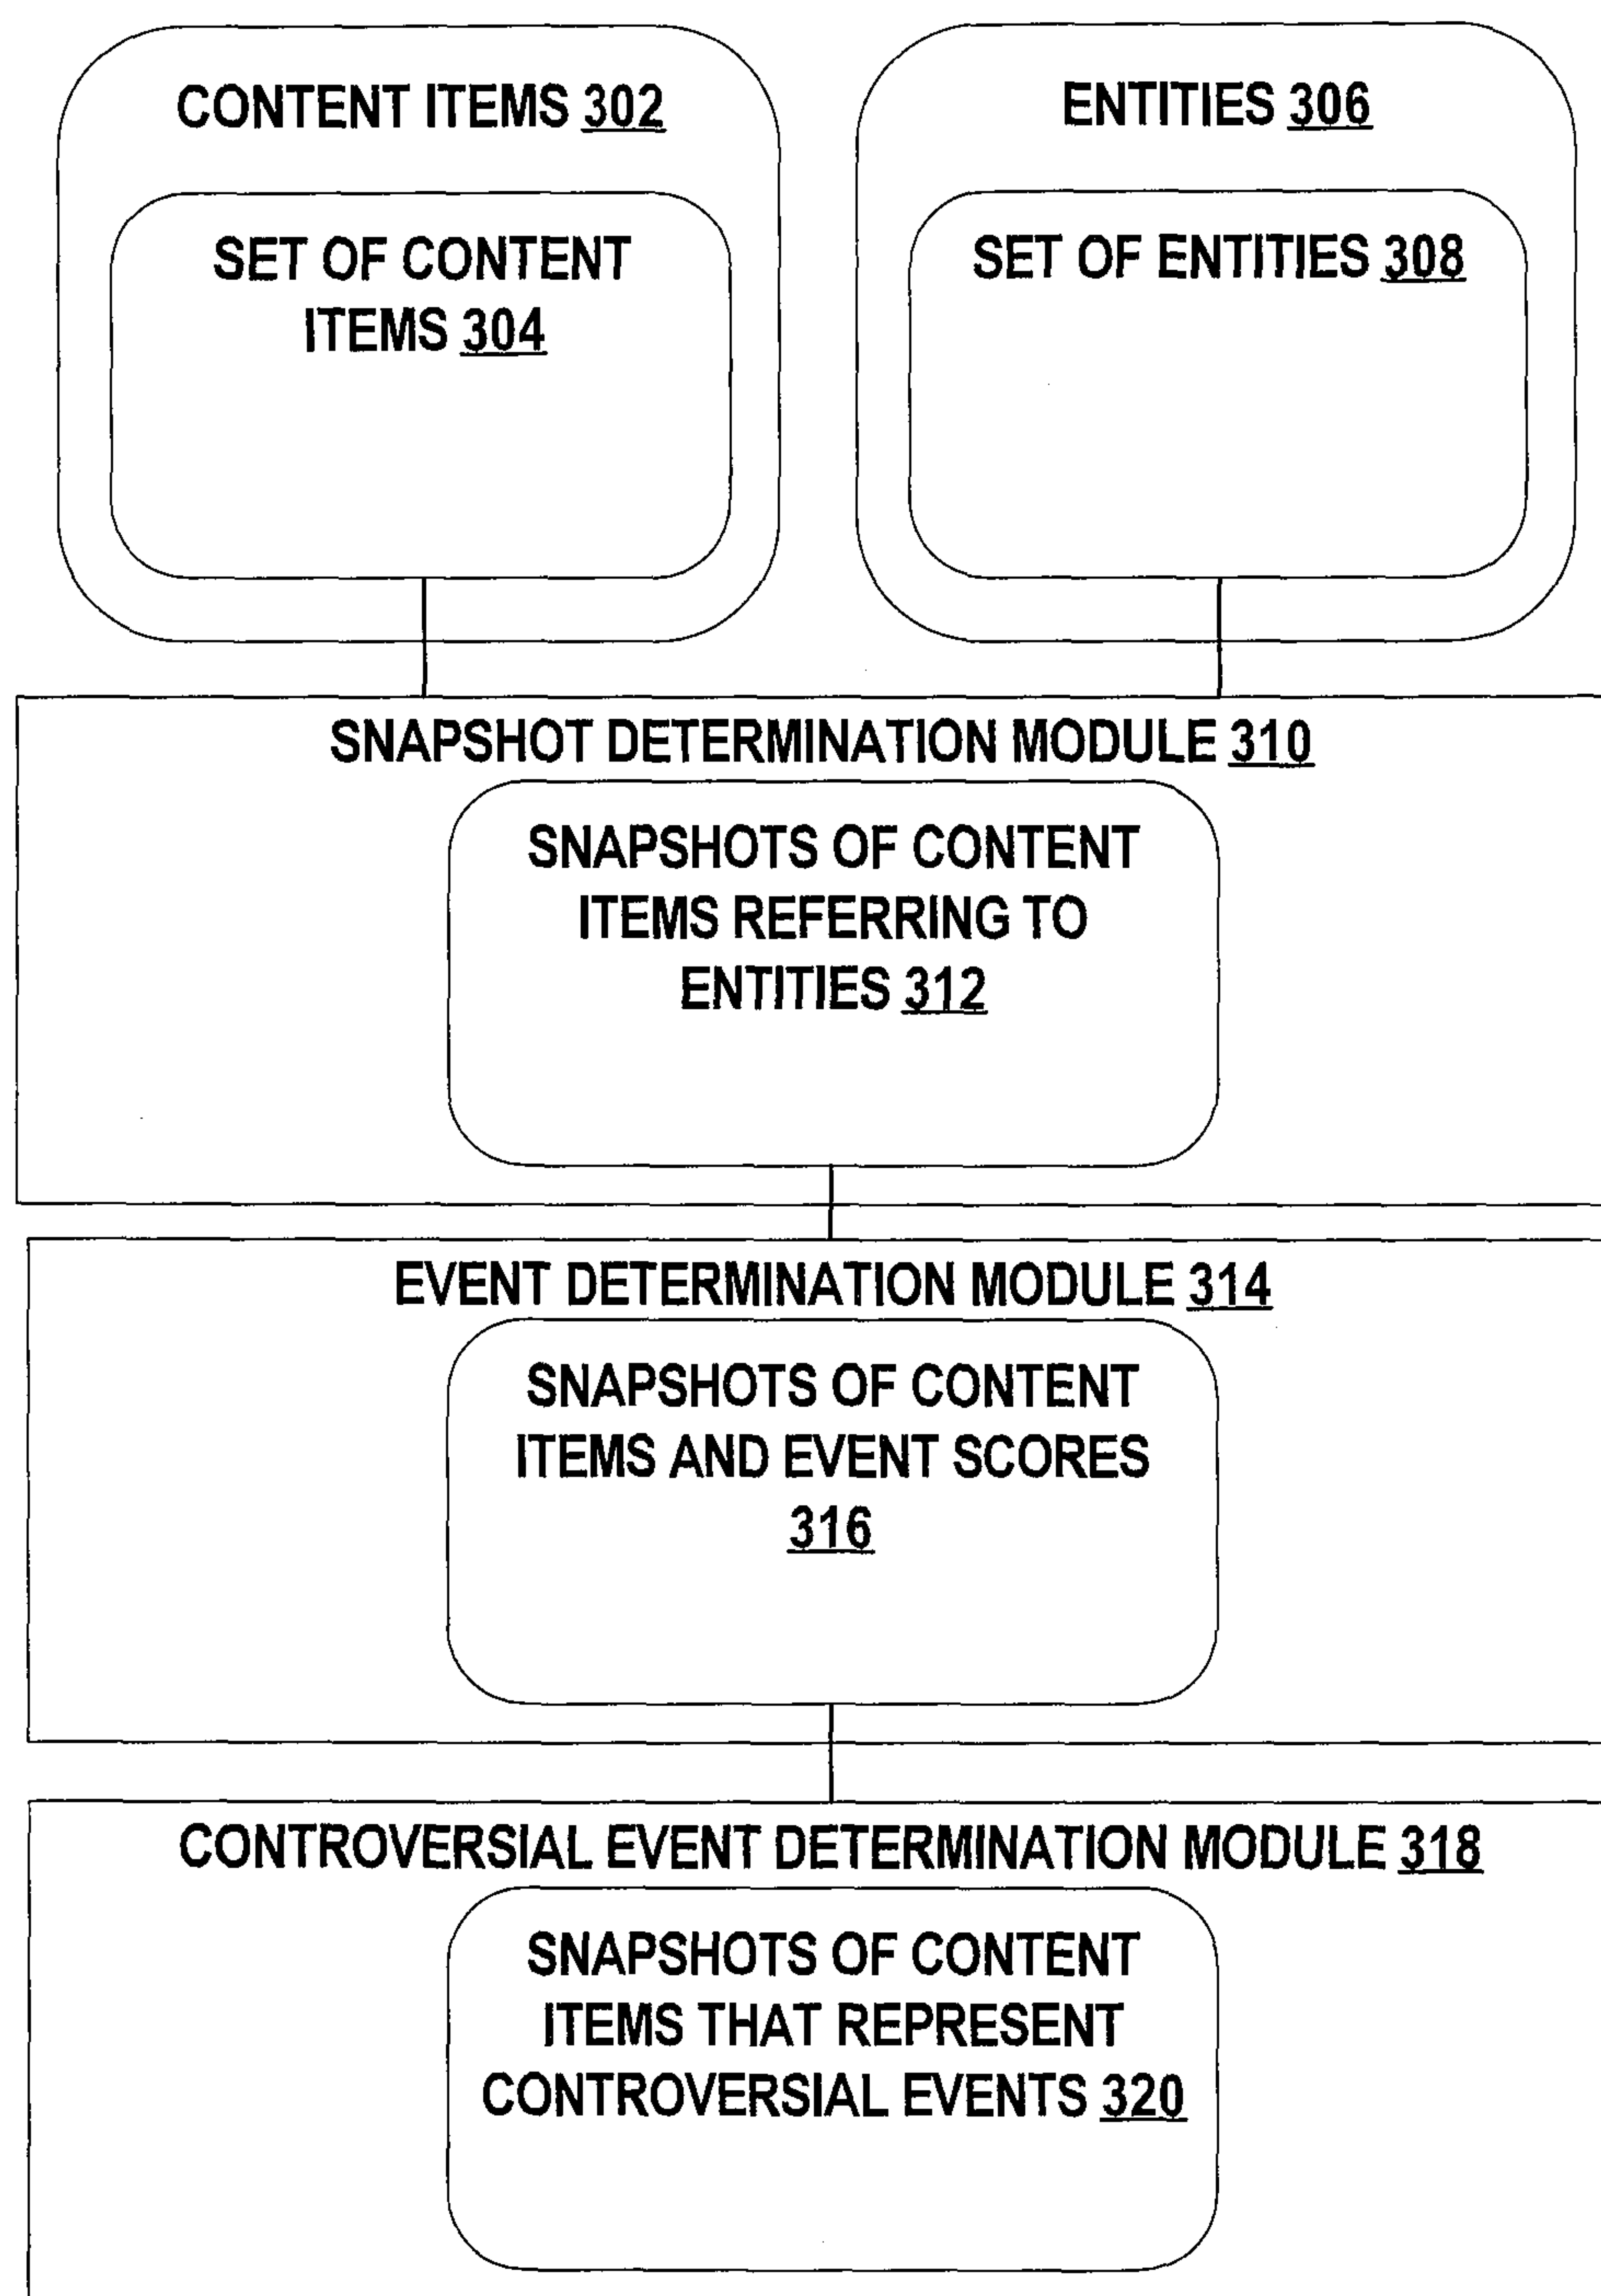 CONTENT ITEMS 302
SET OF CONTENT
ITEMS 304
ENTITIES 306
SET OF ENTITIES 308
SNAPSHOT DETERMINATION MODULE 310
SNAPSHOTS OF CONTENT
ITEMS REFERRING TO
ENTITIES 312
EVENT DETERMINATION MODULE 314
SNAPSHOTS OF CONTENT
ITEMS AND EVENT SCORES
316
CONTROVERSIAL EVENT DETERMINATION MODULE 318
SNAPSHOTS OF CONTENT
ITEMS THAT REPRESENT
CONTROVERSIAL EVENTS 320